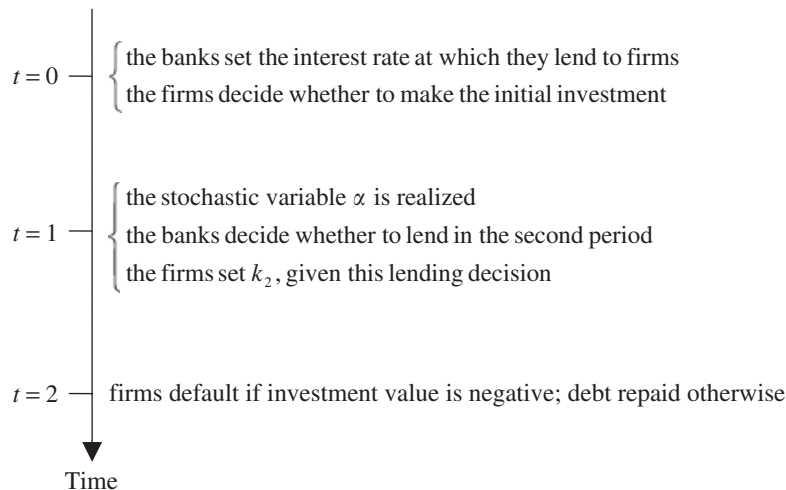 t = 0
the banks set the interest rate at which they lend to firms
the firms decide whether to make the initial investment
t = 1
the stochastic variable α is realized
the banks decide whether to lend in the second period
the firms set k₂, given this lending decision
t = 2
firms default if investment value is negative; debt repaid otherwise
Time